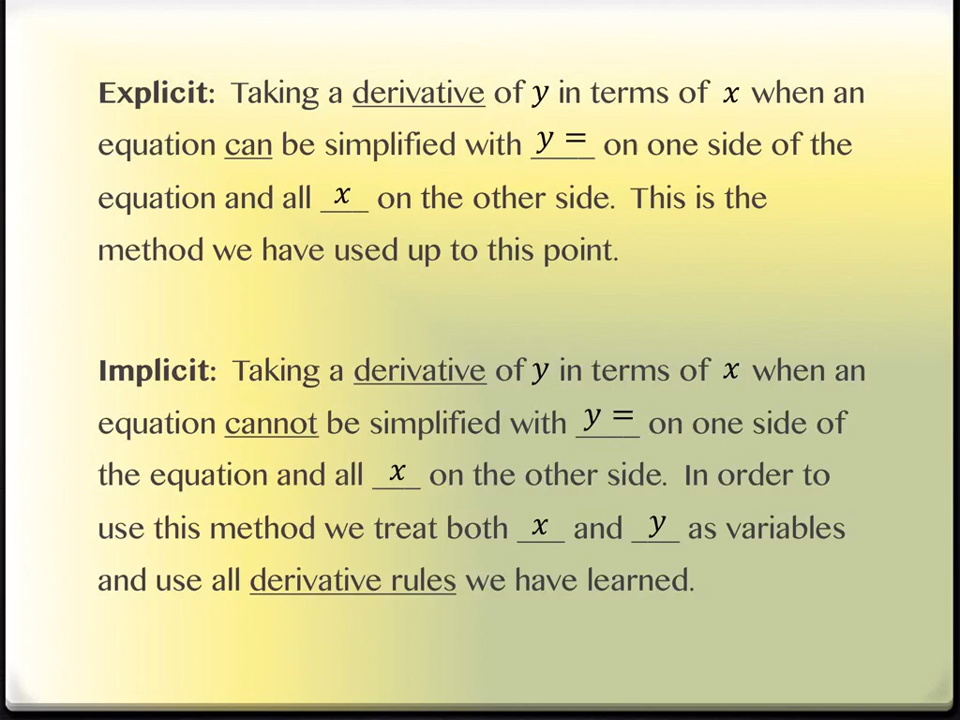 Explicit: Taking a derivative of y in terms of x when an
equation can be simplified with y = on one side of the
equation and all x on the other side. This is the
method we have used up to this point.
Implicit: Taking a derivative of y in terms of x when an
equation cannot be simplified with y = on one side of
the equation and all x on the other side. In order to
use this method we treat both x and y as variables
and use all derivative rules we have learned.